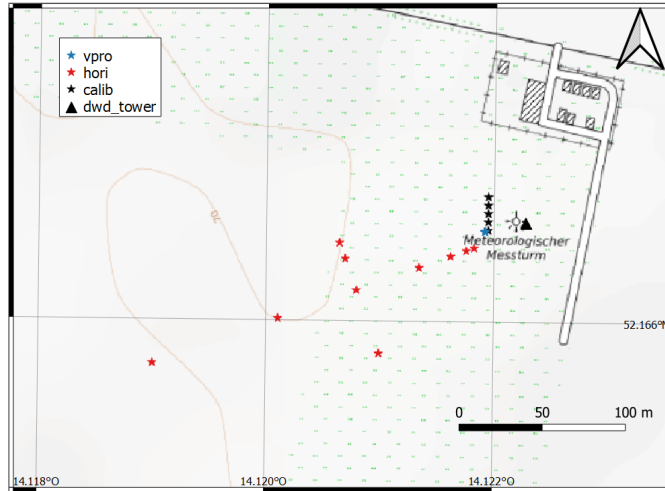 vpro
hori
calib
dwd_tower
70
Meteorologischer
Messturm
52.166°N
0 50 100 m
14.118°O 14.120°O 14.122°O